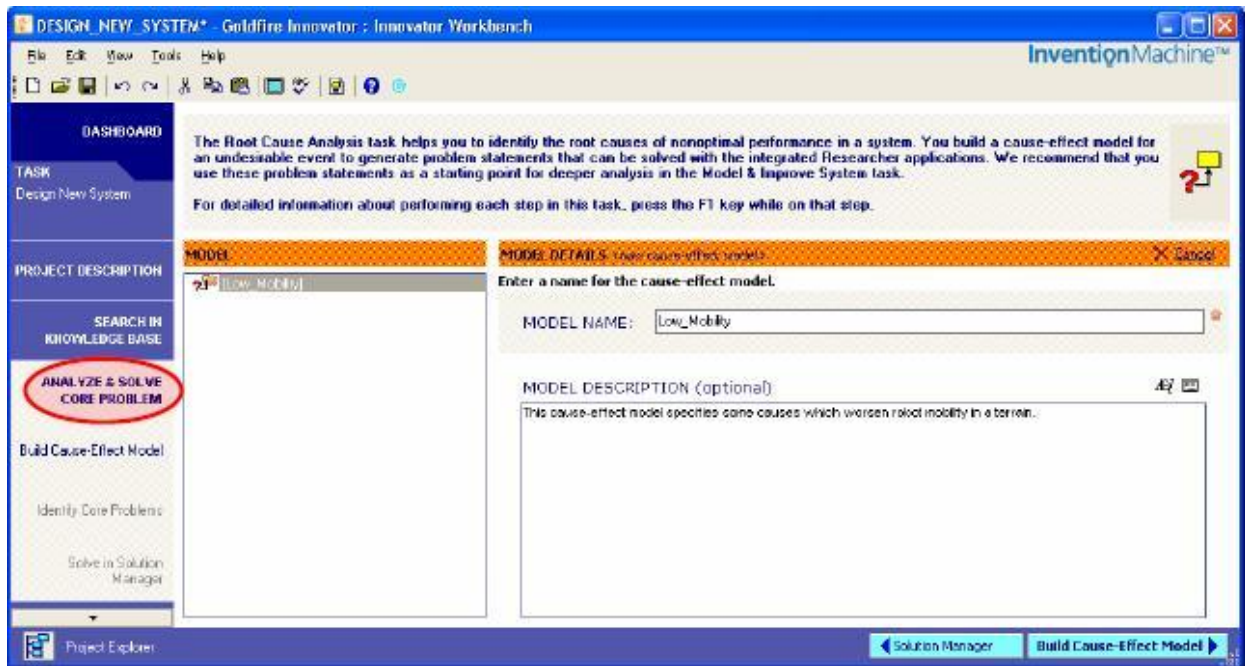 DESIGN_NEW_SYSTEM* - Goldfire Innovator : Innovator Workbench
File Edit View Tools Help
InventionMachine™
DASHBOARD
TASK
Design New System
PROJECT DESCRIPTION
SEARCH IN
KNOWLEDGE BASE
ANALYZE & SOLVE
CORE PROBLEM
Build Cause-Effect Model
Identify Core Problems
Solve in Solution
Manager
Project Explorer
The Root Cause Analysis task helps you to identify the root causes of nonoptimal performance in a system. You build a cause-effect model for
an undesirable event to generate problem statements that can be solved with the integrated Researcher applications. We recommend that you
use these problem statements as a starting point for deeper analysis in the Model & Improve System task.
For detailed information about performing each step in this task, press the F1 key while on that step.
MODEL
[Low_Mobility]
MODEL DETAILS
Cancel
Enter a name for the cause-effect model.
MODEL NAME: Low_Mobility
MODEL DESCRIPTION (optional)
This cause-effect model specifies some causes which worsen robot mobility in a terrain.
Solution Manager
Build Cause-Effect Model